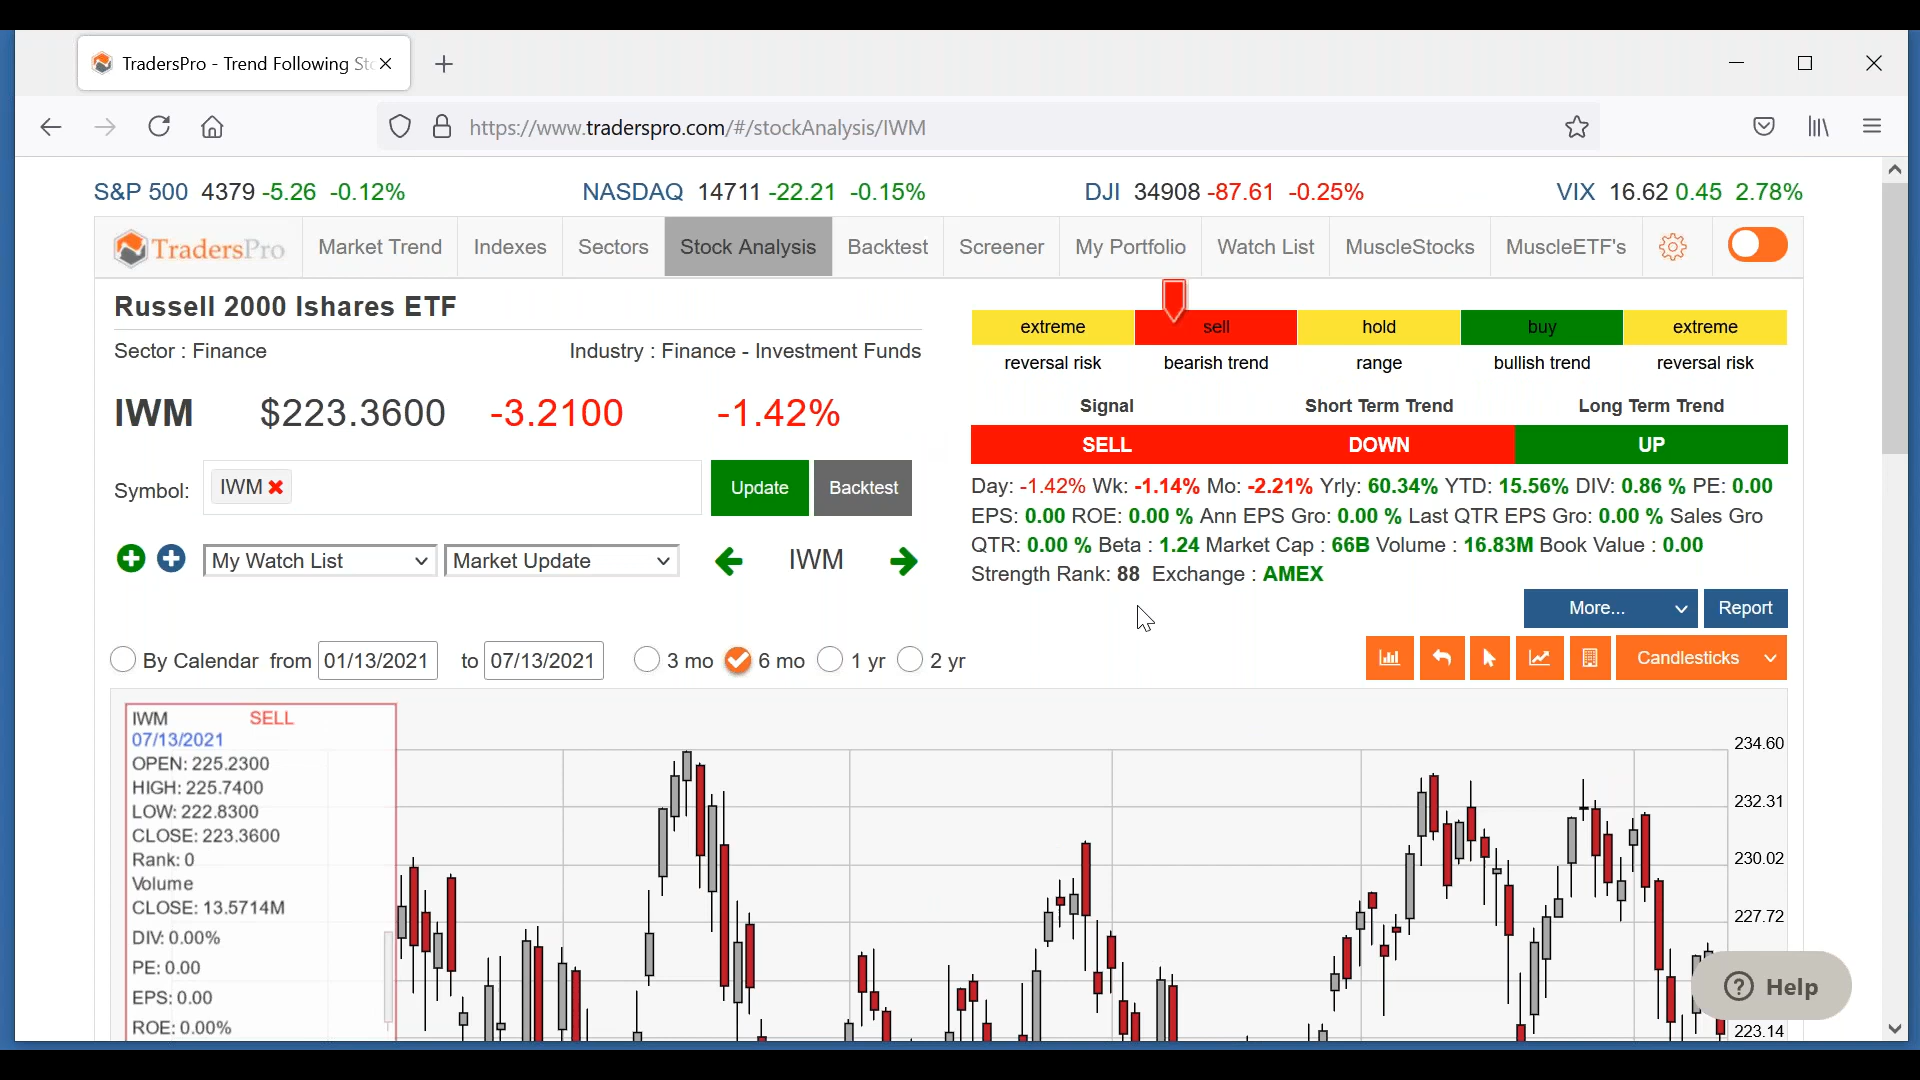 TradersPro - Trend Following Sto
https://www.traderspro.com/#/stockAnalysis/IWM
S&P 500 4379 -5.26 -0.12% NASDAQ 14711 -22.21 -0.15% DJI 34908 -87.61 -0.25% VIX 16.62 0.45 2.78%
TradersPro Market Trend Indexes Sectors Stock Analysis Backtest Screener My Portfolio Watch List MuscleStocks MuscleETF's
Russell 2000 Ishares ETF
Sector : Finance Industry : Finance - Investment Funds
IWM $223.3600 -3.2100 -1.42%
Symbol: IWM Update Backtest
My Watch List Market Update IWM
extreme sell hold buy extreme
reversal risk bearish trend range bullish trend reversal risk
Signal Short Term Trend Long Term Trend
SELL DOWN UP
Day: -1.42% Wk: -1.14% Mo: -2.21% Yrly: 60.34% YTD: 15.56% DIV: 0.86 % PE: 0.00
EPS: 0.00 ROE: 0.00 % Ann EPS Gro: 0.00 % Last QTR EPS Gro: 0.00 % Sales Gro
QTR: 0.00 % Beta : 1.24 Market Cap : 66B Volume : 16.83M Book Value : 0.00
Strength Rank: 88 Exchange : AMEX
More... Report
By Calendar from 01/13/2021 to 07/13/2021 3 mo 6 mo 1 yr 2 yr
Candlesticks
IWM SELL
07/13/2021
OPEN: 225.2300
HIGH: 225.7400
LOW: 222.8300
CLOSE: 223.3600
Rank: 0
Volume
CLOSE: 13.5714M
DIV: 0.00%
PE: 0.00
EPS: 0.00
ROE: 0.00%
234.60
232.31
230.02
227.72
223.14
Help